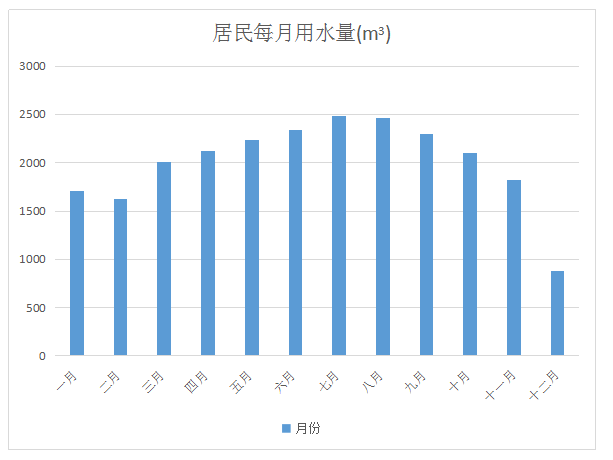 居民每月用水量(m³)
3000
2500
2000
1500
1000
500
0
一月
二月
三月
四月
五月
六月
七月
八月
九月
十月
十一月
十二月
月份